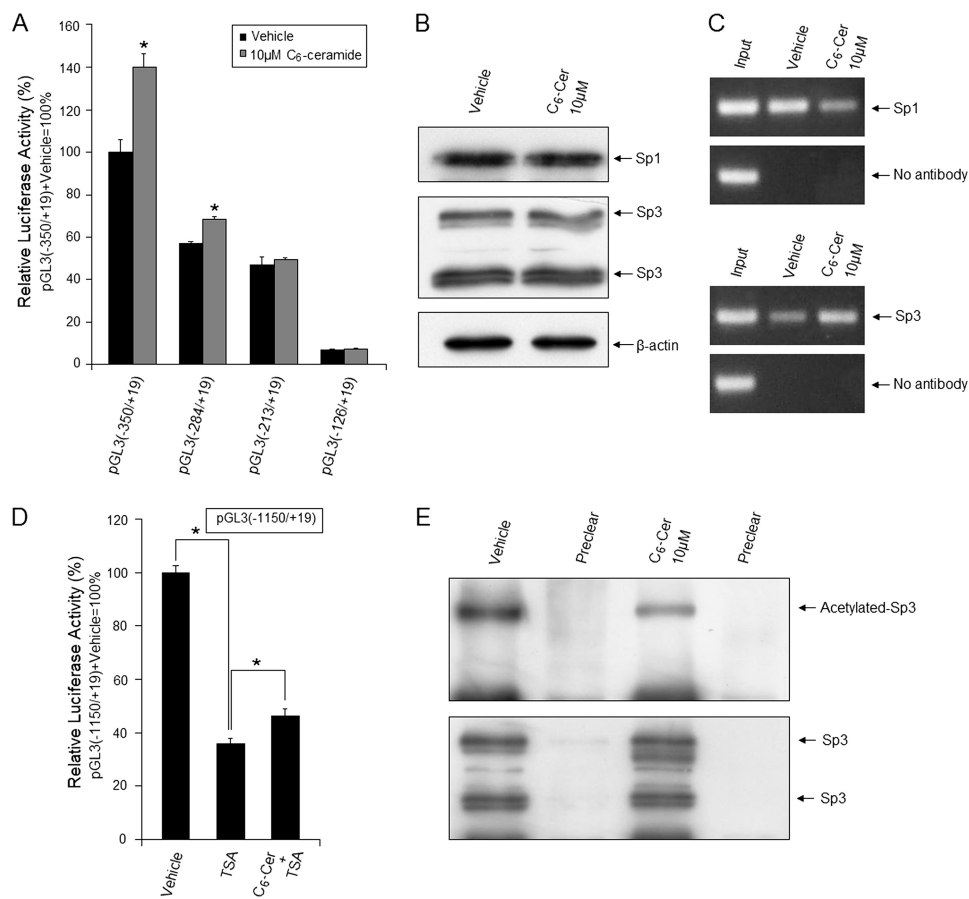 A
Relative Luciferase Activity (%)
pGL3(-350/+19)+Vehicle=100%
160
140
120
100
80
60
40
20
0
Vehicle
10µM C6-ceramide
*
*
pGL3(-350/+19)
pGL3(-284/+19)
pGL3(-213/+19)
pGL3(-126/+19)
B
Vehicle
C6-Cer
10µM
Sp1
Sp3
Sp3
β-actin
C
Input
Vehicle
C6-Cer
10µM
Sp1
No antibody
Input
Vehicle
C6-Cer
10µM
Sp3
No antibody
D
Relative Luciferase Activity (%)
pGL3(-1150/+19)+Vehicle=100%
120
100
80
60
40
20
0
pGL3(-1150/+19)
*
*
Vehicle
TSA
C6-Cer
+
TSA
E
Vehicle
Preclear
C6-Cer
10µM
Preclear
Acetylated-Sp3
Sp3
Sp3